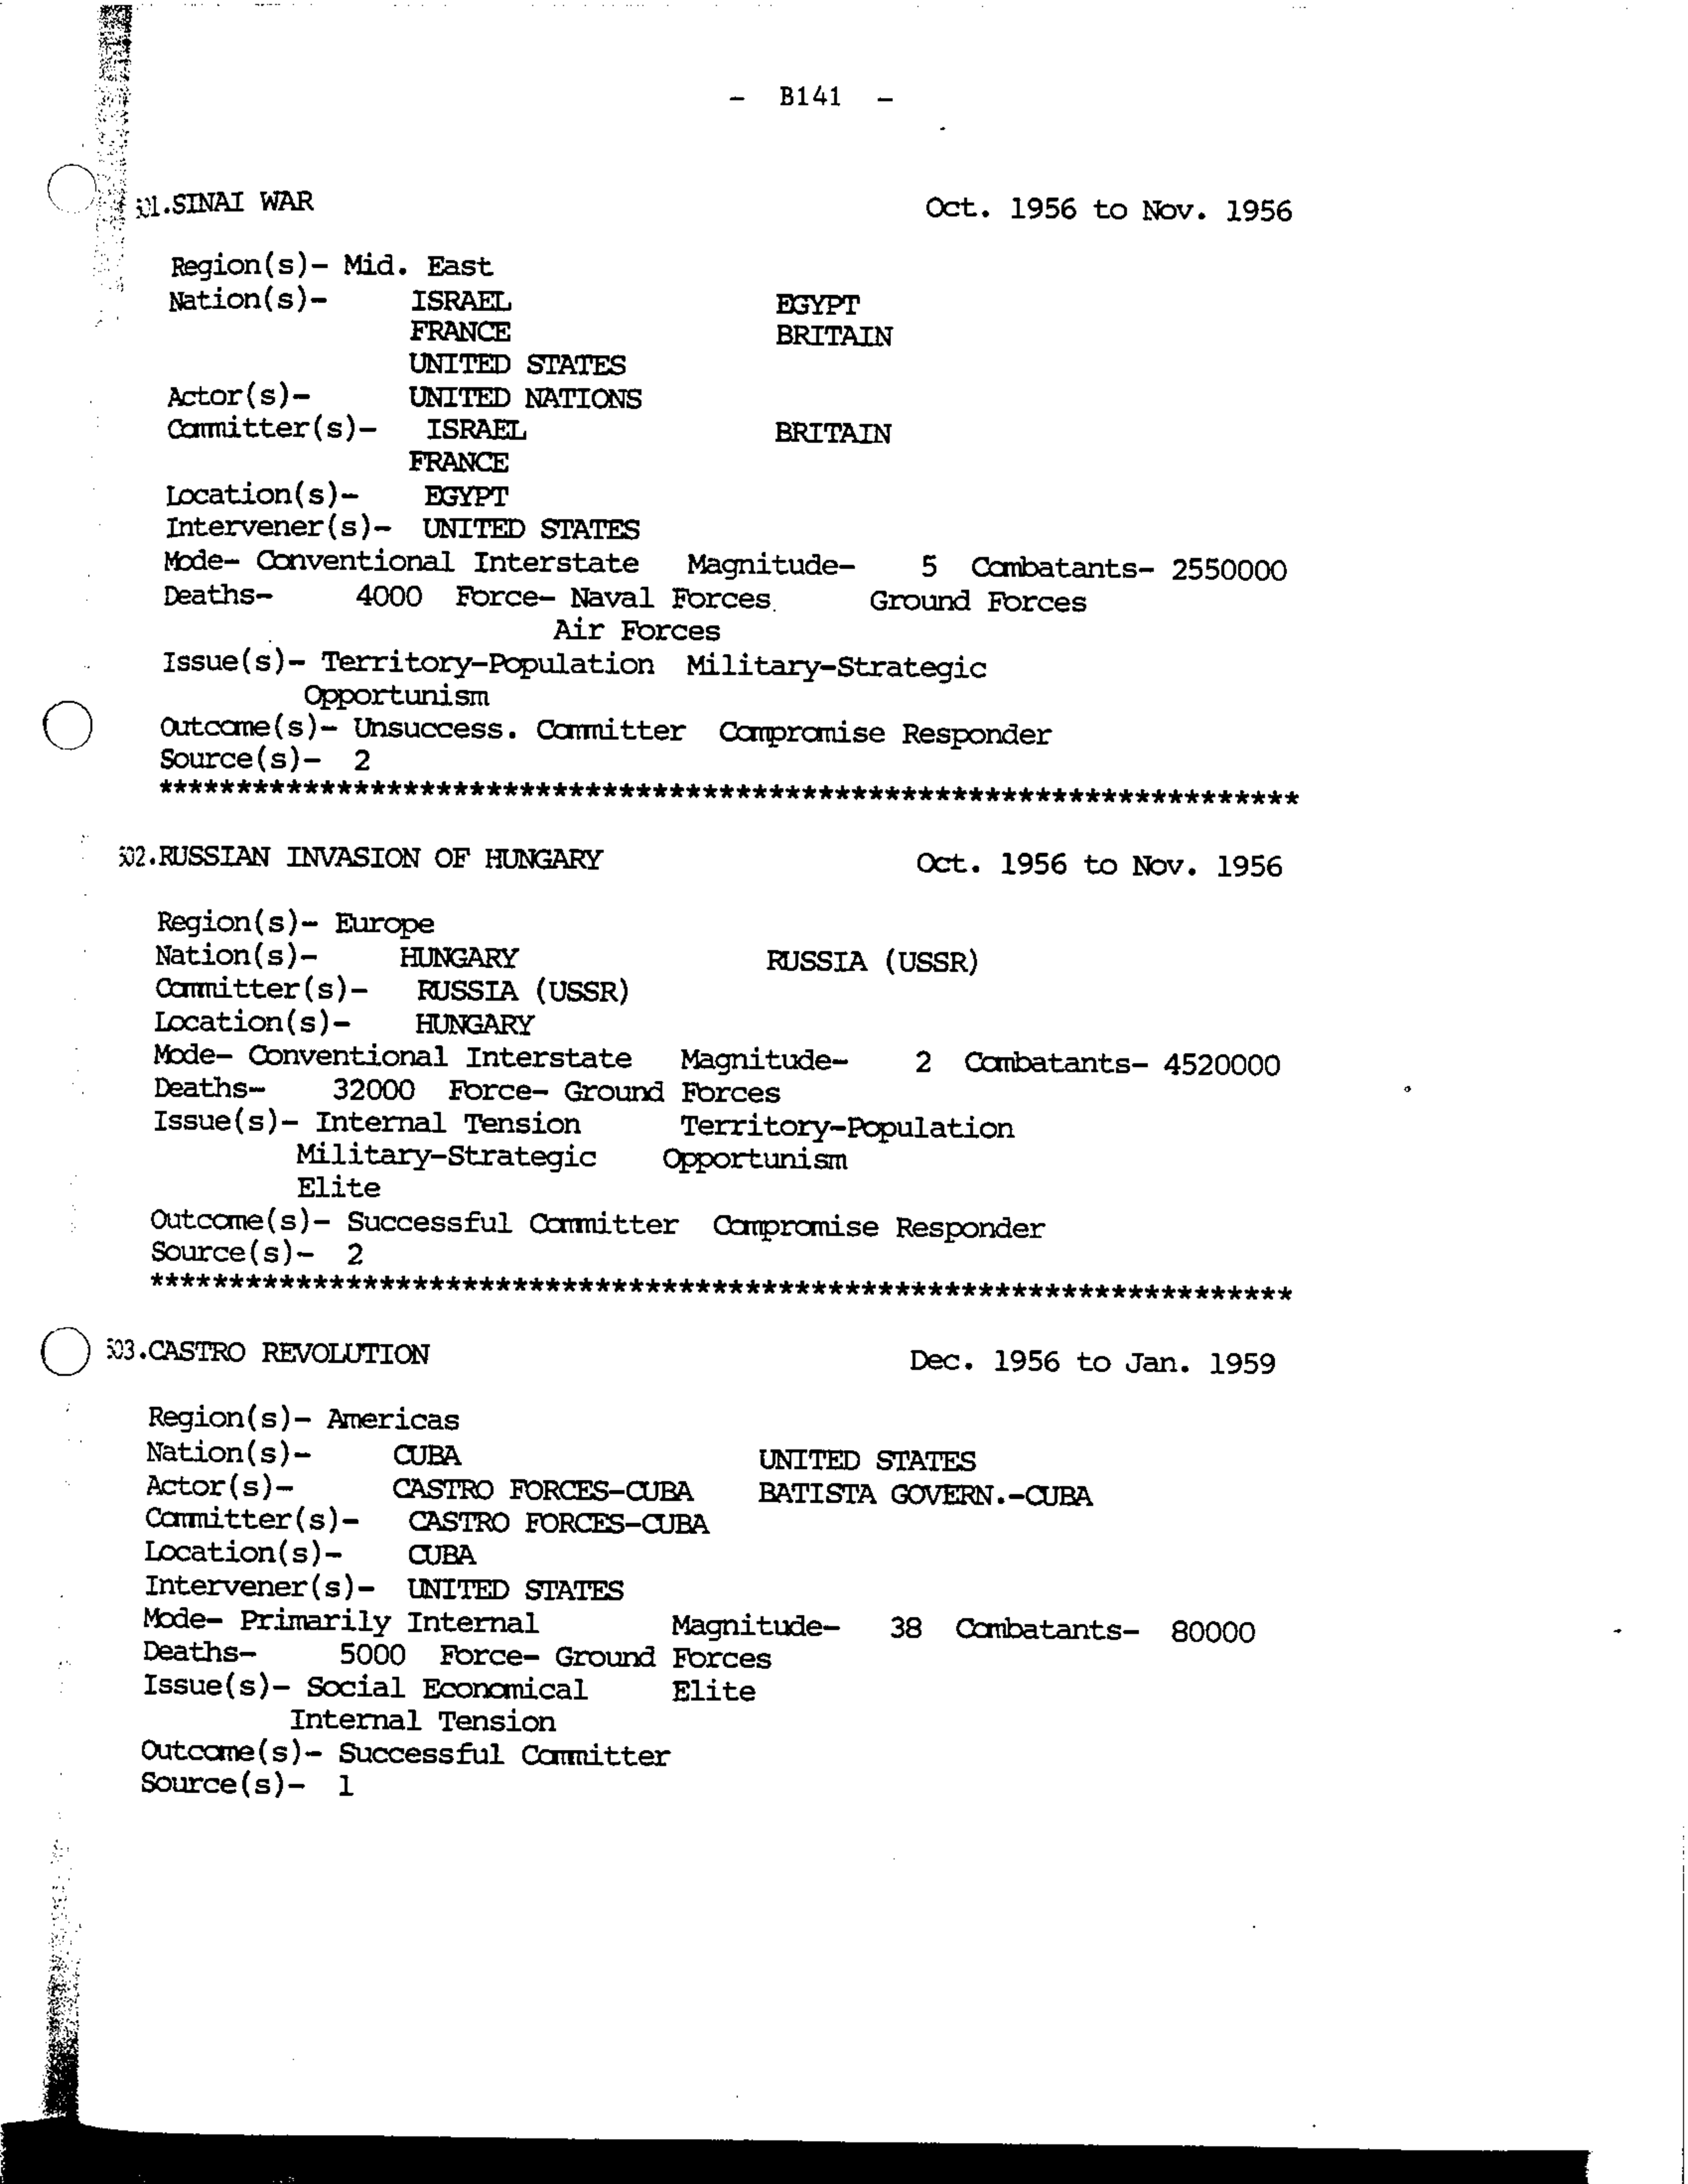 - B141 -
01.SINAI WAR Oct. 1956 to Nov. 1956
Region(s)- Mid. East
Nation(s)- ISRAEL EGYPT
FRANCE BRITAIN
UNITED STATES
Actor(s)- UNITED NATIONS
Committer(s)- ISRAEL BRITAIN
FRANCE
Location(s)- EGYPT
Intervener(s)- UNITED STATES
Mode- Conventional Interstate Magnitude- 5 Combatants- 2550000
Deaths- 4000 Force- Naval Forces Ground Forces
Air Forces
Issue(s)- Territory-Population Military-Strategic
Opportunism
Outcome(s)- Unsuccess. Committer Compromise Responder
Source(s)- 2
*********************************************************************
502.RUSSIAN INVASION OF HUNGARY Oct. 1956 to Nov. 1956
Region(s)- Europe
Nation(s)- HUNGARY RUSSIA (USSR)
Committer(s)- RUSSIA (USSR)
Location(s)- HUNGARY
Mode- Conventional Interstate Magnitude- 2 Combatants- 4520000
Deaths- 32000 Force- Ground Forces
Issue(s)- Internal Tension Territory-Population
Military-Strategic Opportunism
Elite
Outcome(s)- Successful Committer Compromise Responder
Source(s)- 2
*********************************************************************
503.CASTRO REVOLUTION Dec. 1956 to Jan. 1959
Region(s)- Americas
Nation(s)- CUBA UNITED STATES
Actor(s)- CASTRO FORCES-CUBA BATISTA GOVERN.-CUBA
Committer(s)- CASTRO FORCES-CUBA
Location(s)- CUBA
Intervener(s)- UNITED STATES
Mode- Primarily Internal Magnitude- 38 Combatants- 80000
Deaths- 5000 Force- Ground Forces
Issue(s)- Social Economical Elite
Internal Tension
Outcome(s)- Successful Committer
Source(s)- 1